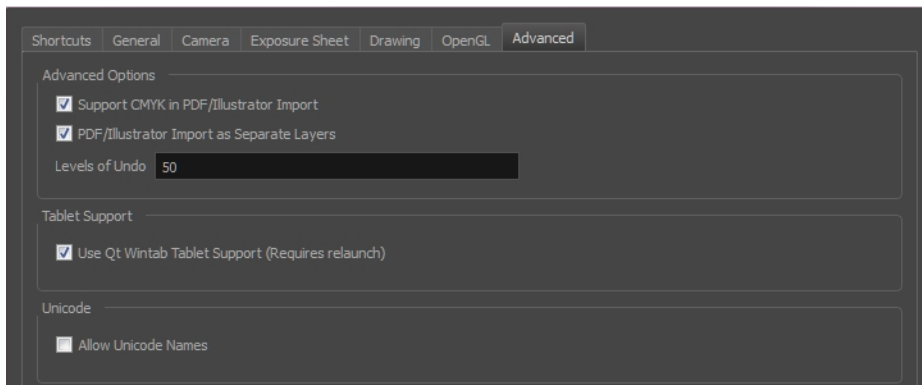 Shortcuts General Camera Exposure Sheet Drawing OpenGL Advanced
Advanced Options
Support CMYK in PDF/Illustrator Import
PDF/Illustrator Import as Separate Layers
Levels of Undo 50
Tablet Support
Use Qt Wintab Tablet Support (Requires relaunch)
Unicode
Allow Unicode Names